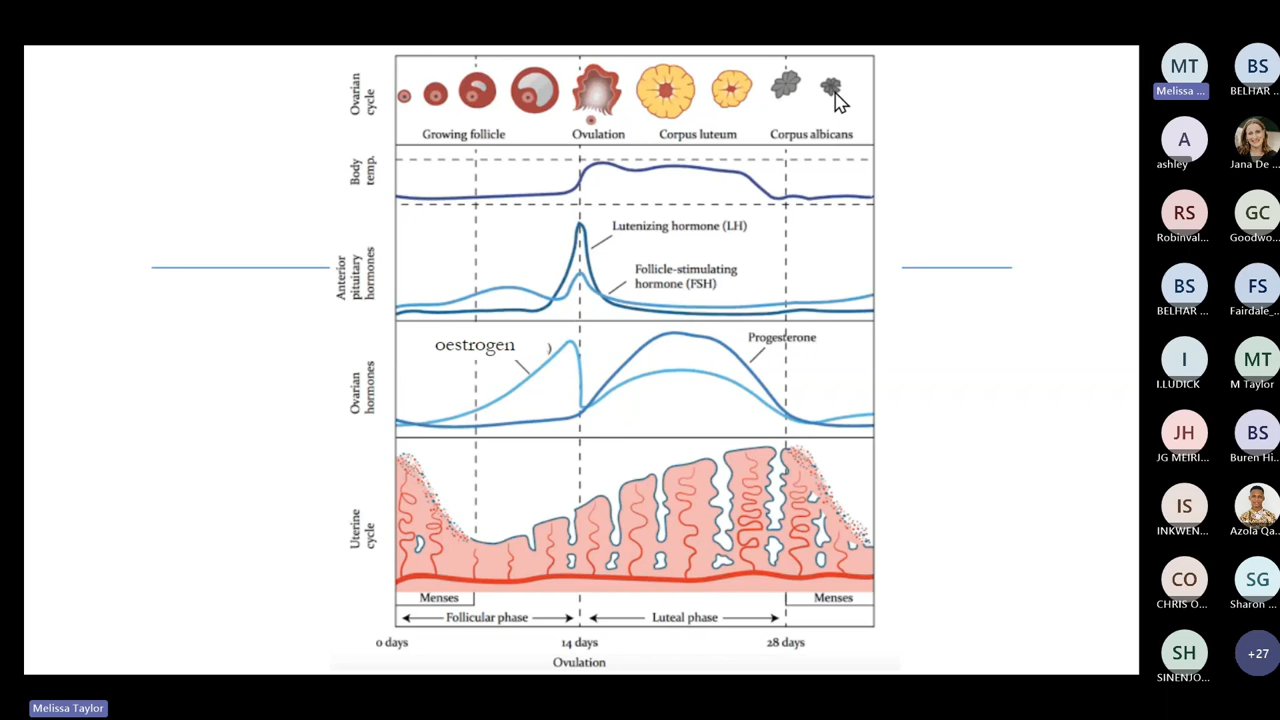 Ovarian
cycle
Growing follicle
Ovulation
Corpus luteum
Corpus albicans
Body
temp.
Anterior
pituitary
hormones
Lutenizing hormone (LH)
Follicle-stimulating
hormone (FSH)
Ovarian
hormones
oestrogen )
Progesterone
Uterine
cycle
Menses
Menses
Follicular phase
Luteal phase
0 days
14 days
28 days
Ovulation
MT
Melissa ...
BS
BELHAR ...
A
ashley
Jana De ...
RS
Robinval...
GC
Goodwo...
BS
BELHAR ...
FS
Fairdale_...
I
I.LUDICK
MT
M Taylor
JH
JG MEIRI...
BS
Buren Hi...
IS
INKWEN...
Azola Qa...
CO
CHRIS O...
SG
Sharon ...
SH
SINENJO...
+27
Melissa Taylor